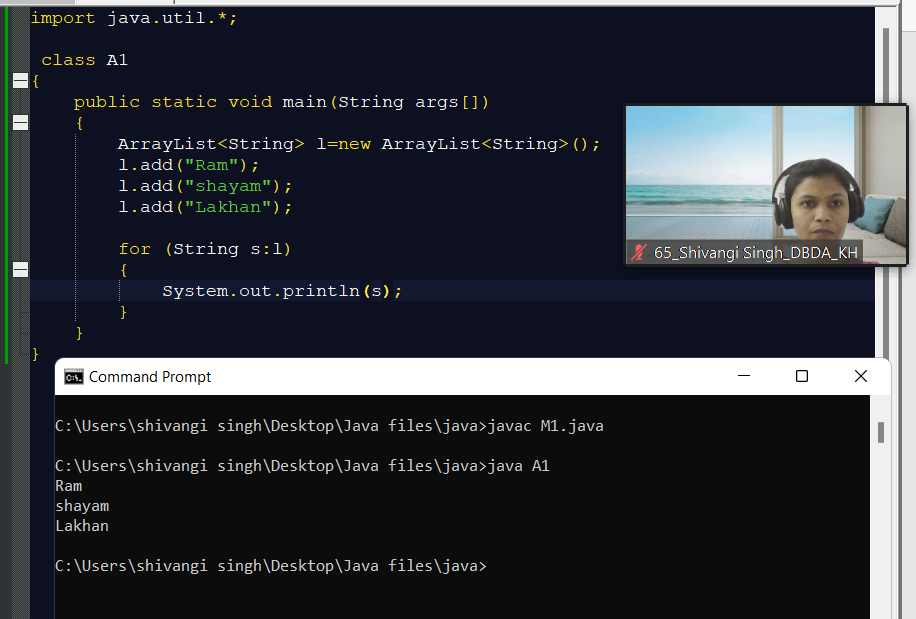 import java.util.*;
class A1
{
public static void main(String args[])
{
ArrayList<String> l=new ArrayList<String>();
l.add("Ram");
l.add("shayam");
l.add("Lakhan");
for (String s:l)
{
System.out.println(s);
}
}
}
65_Shivangi Singh_DBDA_KH
Command Prompt
C:\Users\shivangi singh\Desktop\Java files\java>javac M1.java
C:\Users\shivangi singh\Desktop\Java files\java>java A1
Ram
shayam
Lakhan
C:\Users\shivangi singh\Desktop\Java files\java>